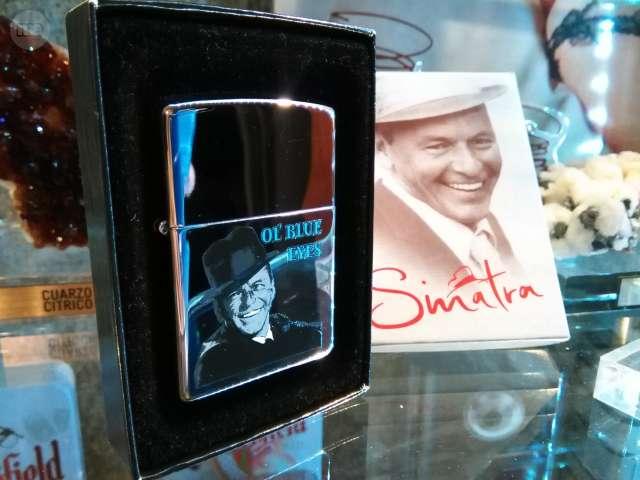 OL' BLUE
EYES
Sinatra
CUARZO
CITRICO
field